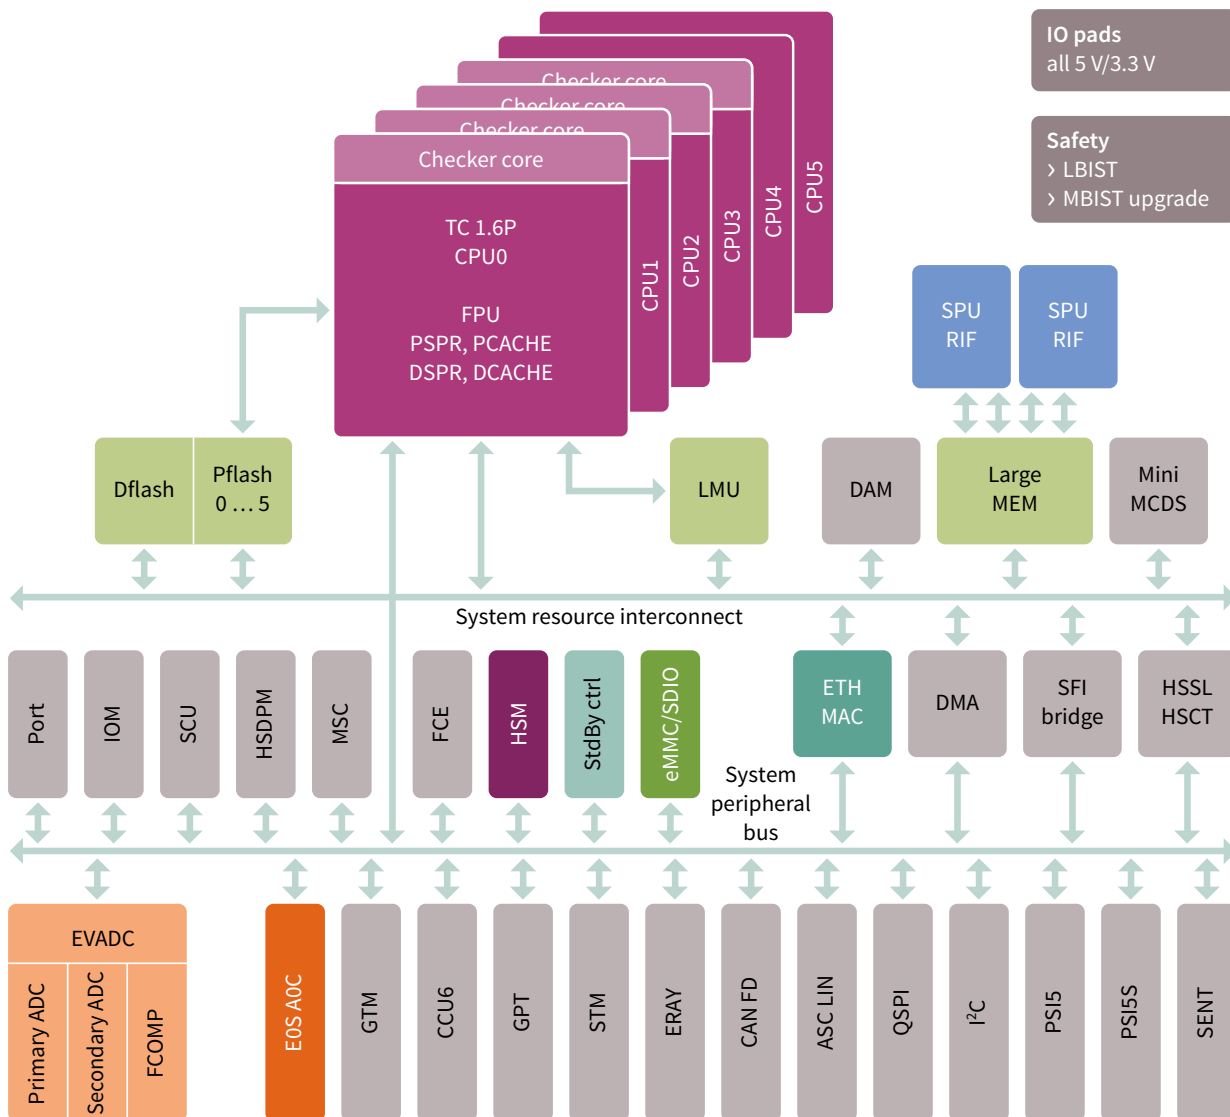 IO pads
all 5 V/3.3 V
Safety
› LBIST
› MBIST upgrade
Checker core
Checker core
Checker core
Checker core
TC 1.6P
CPU0
FPU
PSPR, PCACHE
DSPR, DCACHE
CPU1
CPU2
CPU3
CPU4
CPU5
SPU
RIF
SPU
RIF
Dflash
Pflash
0 … 5
LMU
DAM
Large
MEM
Mini
MCDS
System resource interconnect
Port
IOM
SCU
HSDPM
MSC
FCE
HSM
StdBy ctrl
eMMC/SDIO
ETH
MAC
DMA
SFI
bridge
HSSL
HSCT
System
peripheral
bus
EVADC
Primary ADC
Secondary ADC
FCOMP
E0S A0C
GTM
CCU6
GPT
STM
ERAY
CAN FD
ASC LIN
QSPI
I²C
PSI5
PSI5S
SENT